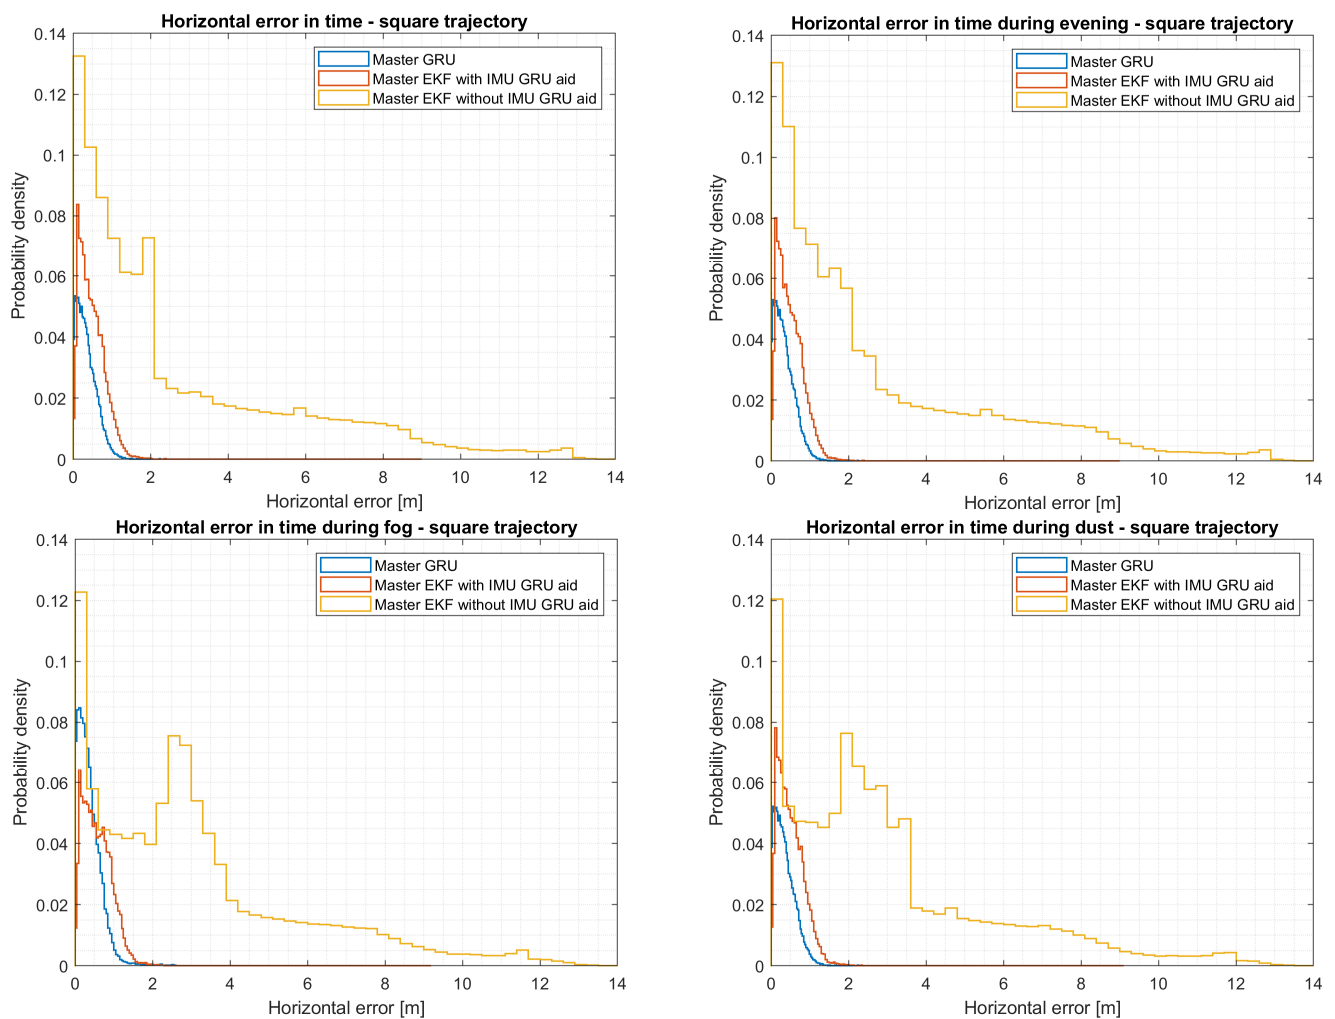 Horizontal error in time - square trajectory
0.14
0.12
0.1
0.08
0.06
0.04
0.02
0
Probability density
Master GRU
Master EKF with IMU GRU aid
Master EKF without IMU GRU aid
0 2 4 6 8 10 12 14
Horizontal error [m]
Horizontal error in time during evening - square trajectory
0.14
0.12
0.1
0.08
0.06
0.04
0.02
0
Probability density
Master GRU
Master EKF with IMU GRU aid
Master EKF without IMU GRU aid
0 2 4 6 8 10 12 14
Horizontal error [m]
Horizontal error in time during fog - square trajectory
0.14
0.12
0.1
0.08
0.06
0.04
0.02
0
Probability density
Master GRU
Master EKF with IMU GRU aid
Master EKF without IMU GRU aid
0 2 4 6 8 10 12 14
Horizontal error [m]
Horizontal error in time during dust - square trajectory
0.14
0.12
0.1
0.08
0.06
0.04
0.02
0
Probability density
Master GRU
Master EKF with IMU GRU aid
Master EKF without IMU GRU aid
0 2 4 6 8 10 12 14
Horizontal error [m]